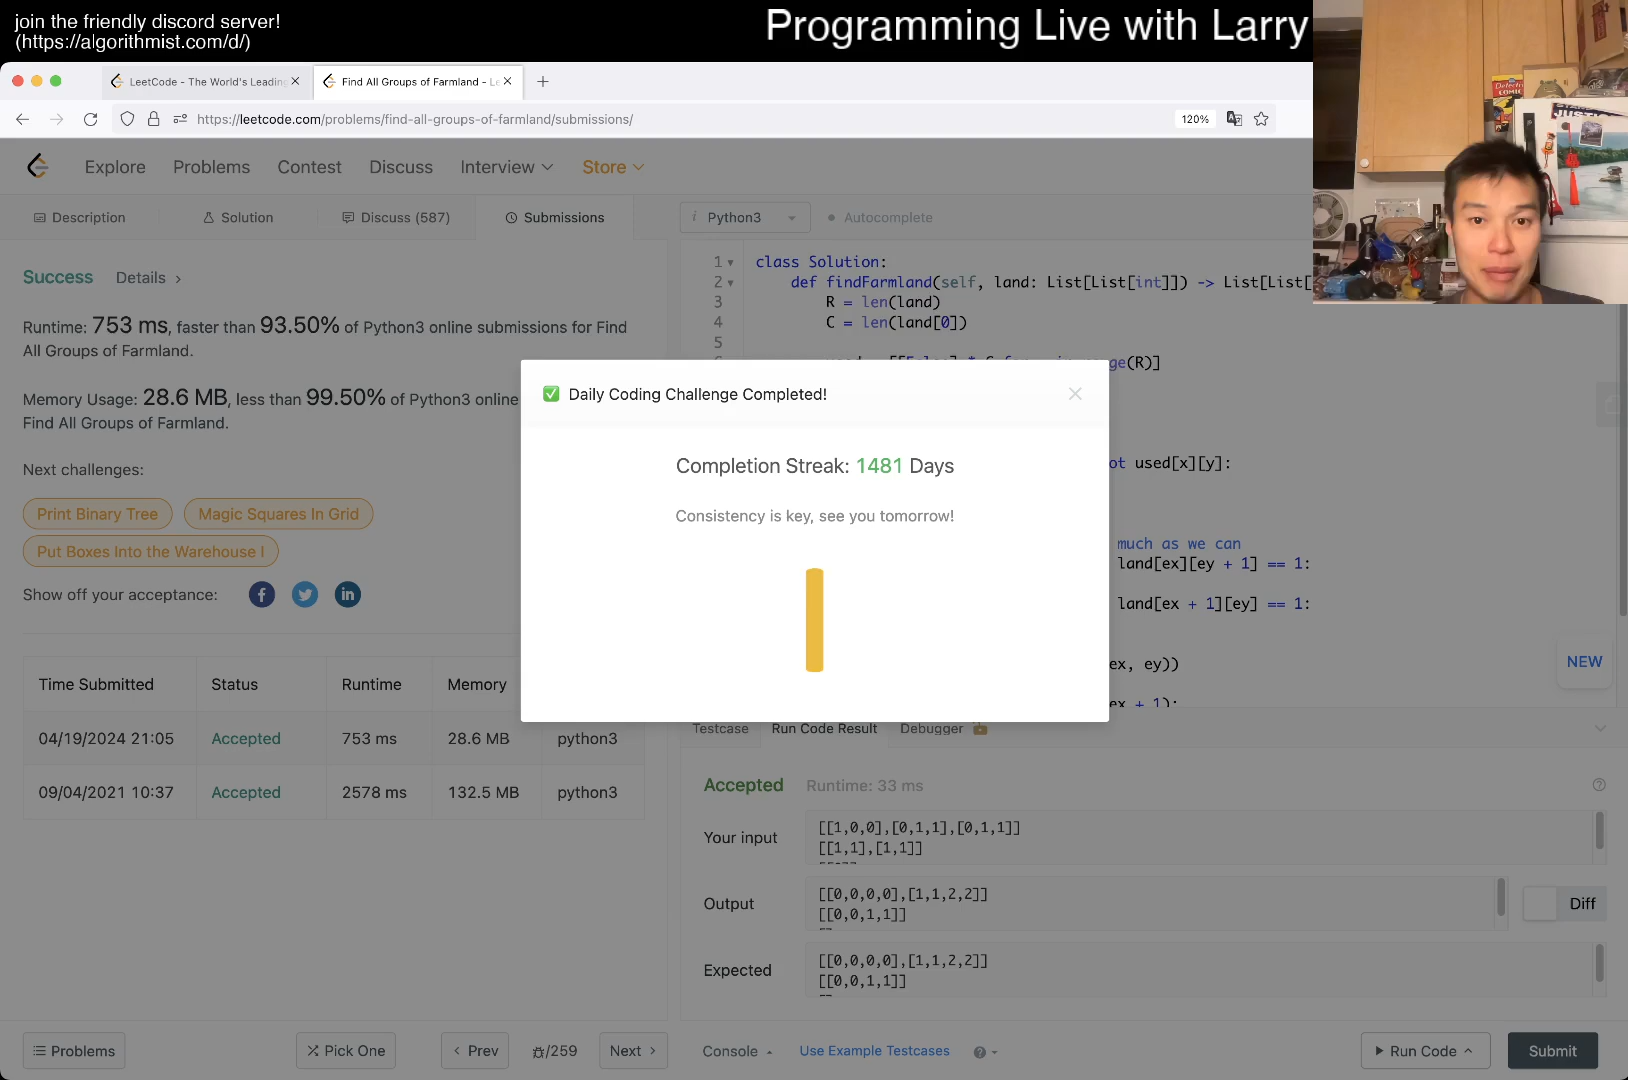 join the friendly discord server!
(https://algorithmist.com/d/)
Programming Live with Larry
LeetCode - The World's Leading
Find All Groups of Farmland - Le
https://leetcode.com/problems/find-all-groups-of-farmland/submissions/
120%
Explore
Problems
Contest
Discuss
Interview
Store
Description
Solution
Discuss (587)
Submissions
i Python3
Autocomplete
Success
Details
Runtime: 753 ms, faster than 93.50% of Python3 online submissions for Find
All Groups of Farmland.
Memory Usage: 28.6 MB, less than 99.50% of Python3 online
Find All Groups of Farmland.
Next challenges:
Print Binary Tree
Magic Squares In Grid
Put Boxes Into the Warehouse I
Show off your acceptance:
Time Submitted
Status
Runtime
Memory
04/19/2024 21:05
Accepted
753 ms
28.6 MB
python3
09/04/2021 10:37
Accepted
2578 ms
132.5 MB
python3
1 class Solution:
2 def findFarmland(self, land: List[List[int]]) -> List[List[
3 R = len(land)
4 C = len(land[0])
5
ge(R)]
ot used[x][y]:
much as we can
land[ex][ey + 1] == 1:
land[ex + 1][ey] == 1:
ex, ey))
ex + 1):
NEW
Daily Coding Challenge Completed!
Completion Streak: 1481 Days
Consistency is key, see you tomorrow!
Testcase
Run Code Result
Debugger
Accepted
Runtime: 33 ms
Your input
[[1,0,0],[0,1,1],[0,1,1]]
[[1,1],[1,1]]
Output
[[0,0,0,0],[1,1,2,2]]
[[0,0,1,1]]
Diff
Expected
[[0,0,0,0],[1,1,2,2]]
[[0,0,1,1]]
Problems
Pick One
Prev
/259
Next
Console
Use Example Testcases
Run Code
Submit